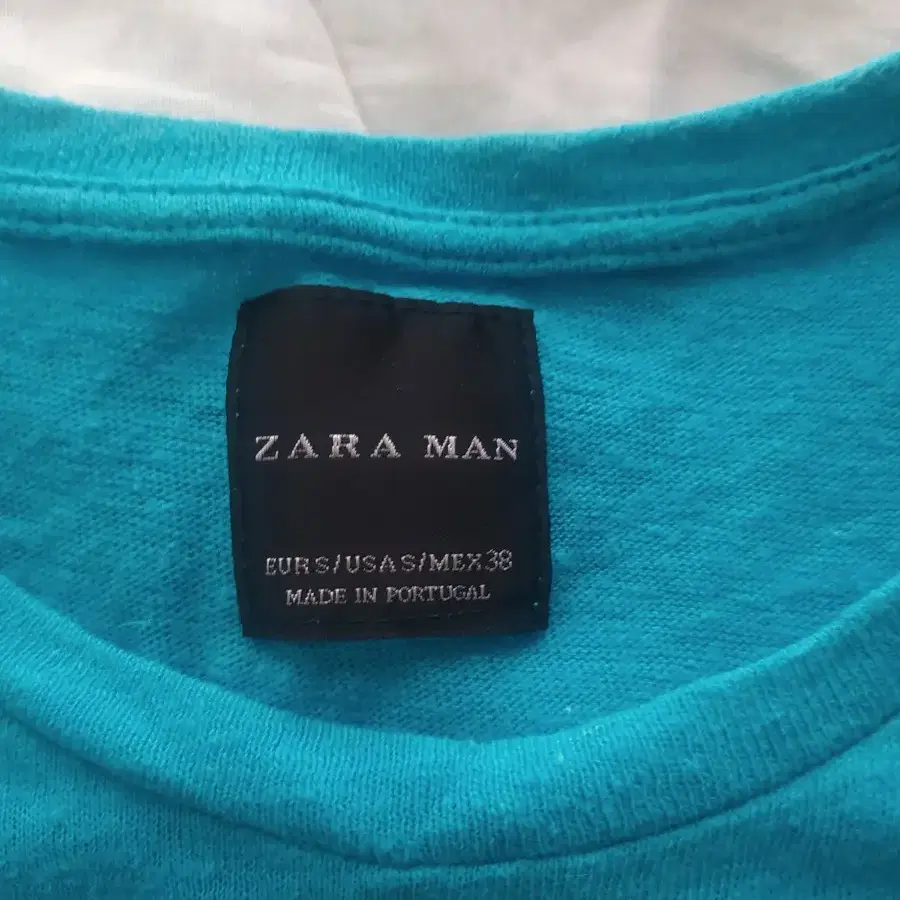 ZARA MAN
EUR S/USA S/MEX 38
MADE IN PORTUGAL